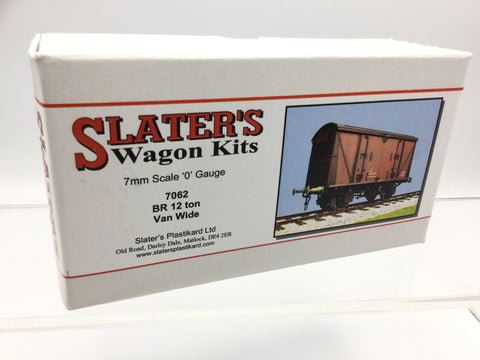 SLATER'S
Wagon Kits
7mm Scale '0' Gauge
7062
BR 12 ton
Van Wide
Slater's Plastikard Ltd
Old Road, Darley Dale, Matlock, DE4 2ER
www.slatersplastikard.com